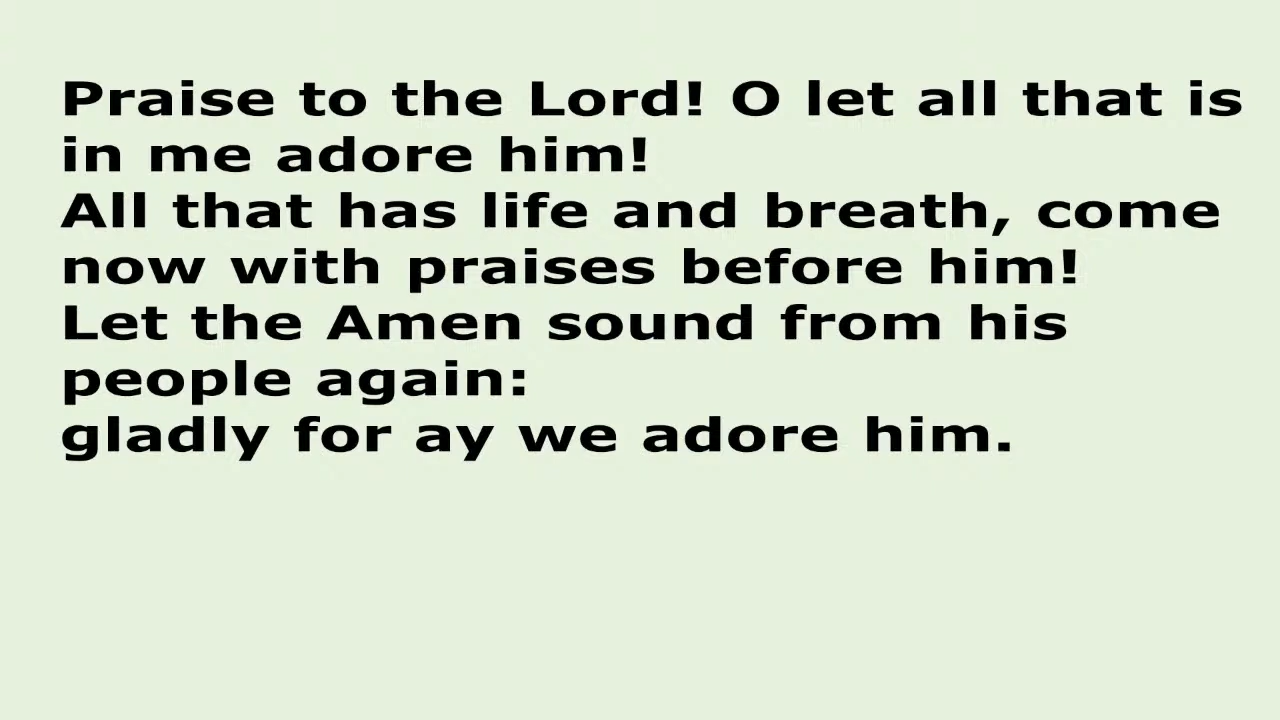 Praise to the Lord! O let all that is
in me adore him!
All that has life and breath, come
now with praises before him!
Let the Amen sound from his
people again:
gladly for ay we adore him.